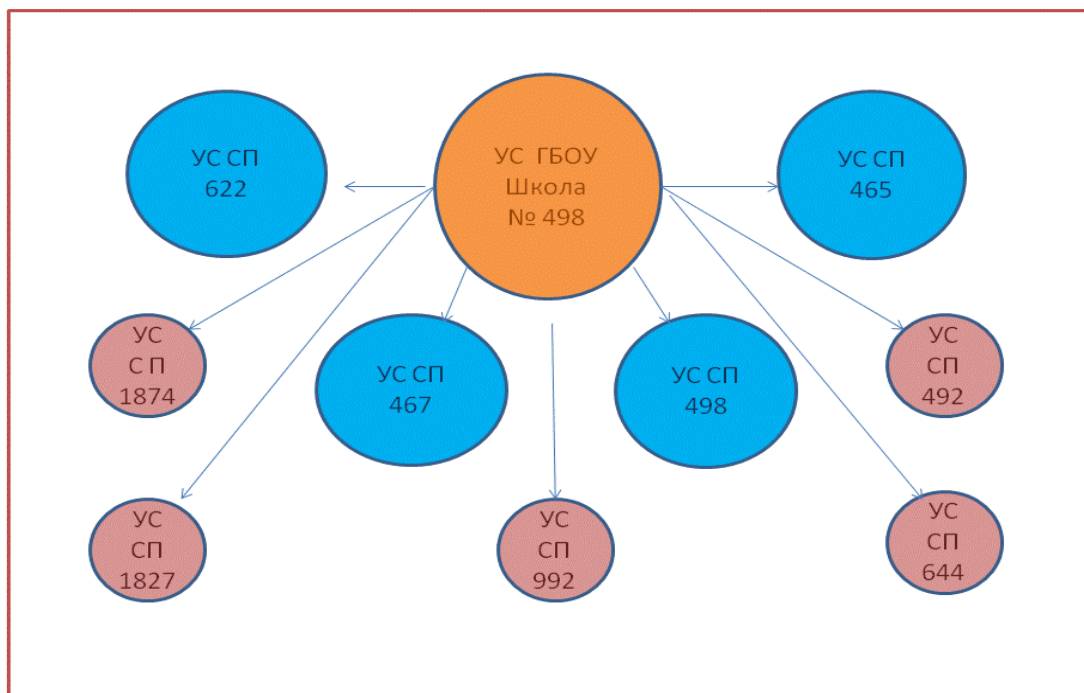 УС СП
622
УС ГБОУ
Школа
№ 498
УС СП
465
УС
С П
1874
УС СП
467
УС СП
498
УС
СП
492
УС
СП
1827
УС
СП
992
УС
СП
644